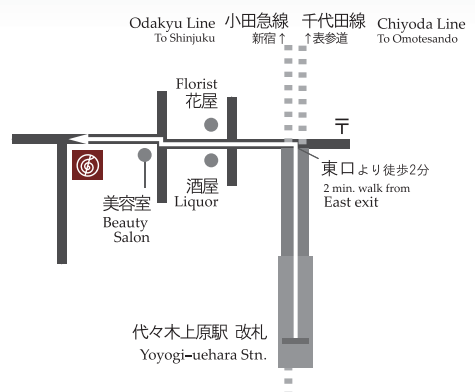 Odakyu Line 小田急線 千代田線 Chiyoda Line
To Shinjuku 新宿↑ ↑表参道 To Omotesando
Florist
花屋
〒
東口より徒歩2分
2 min. walk from
East exit
酒屋
Liquor
美容室
Beauty
Salon
代々木上原駅 改札
Yoyogi-uehara Stn.